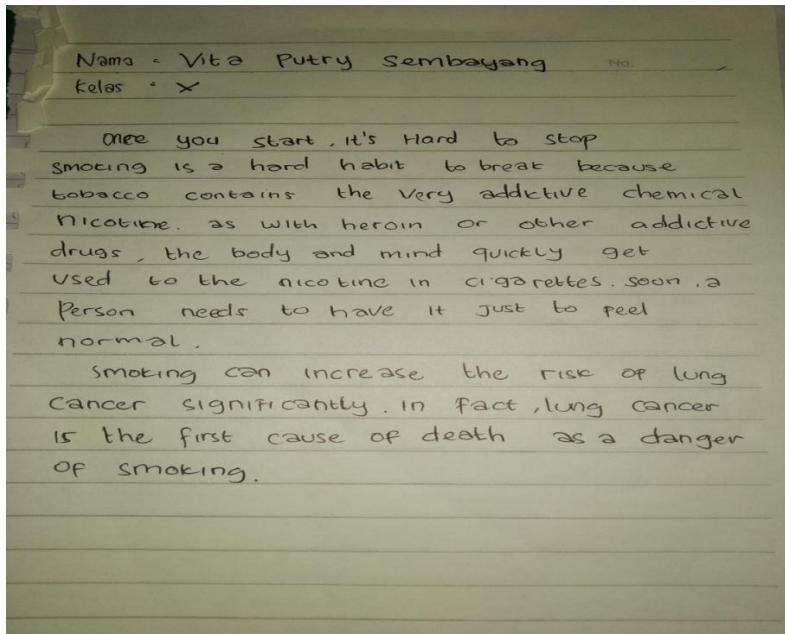 Nama : Vita Putry Sembayang No.
Kelas : X
Once you start, it's Hard to stop
smoking is a hard habit to break because
tobacco contains the very addictive chemical
nicotine. as with heroin or other addictive
drugs, the body and mind quickly get
used to the nicotine in cigarettes. soon, a
Person needs to have it just to feel
normal.
Smoking can increase the risk of lung
cancer significantly. in fact, lung cancer
is the first cause of death as a danger
of smoking.